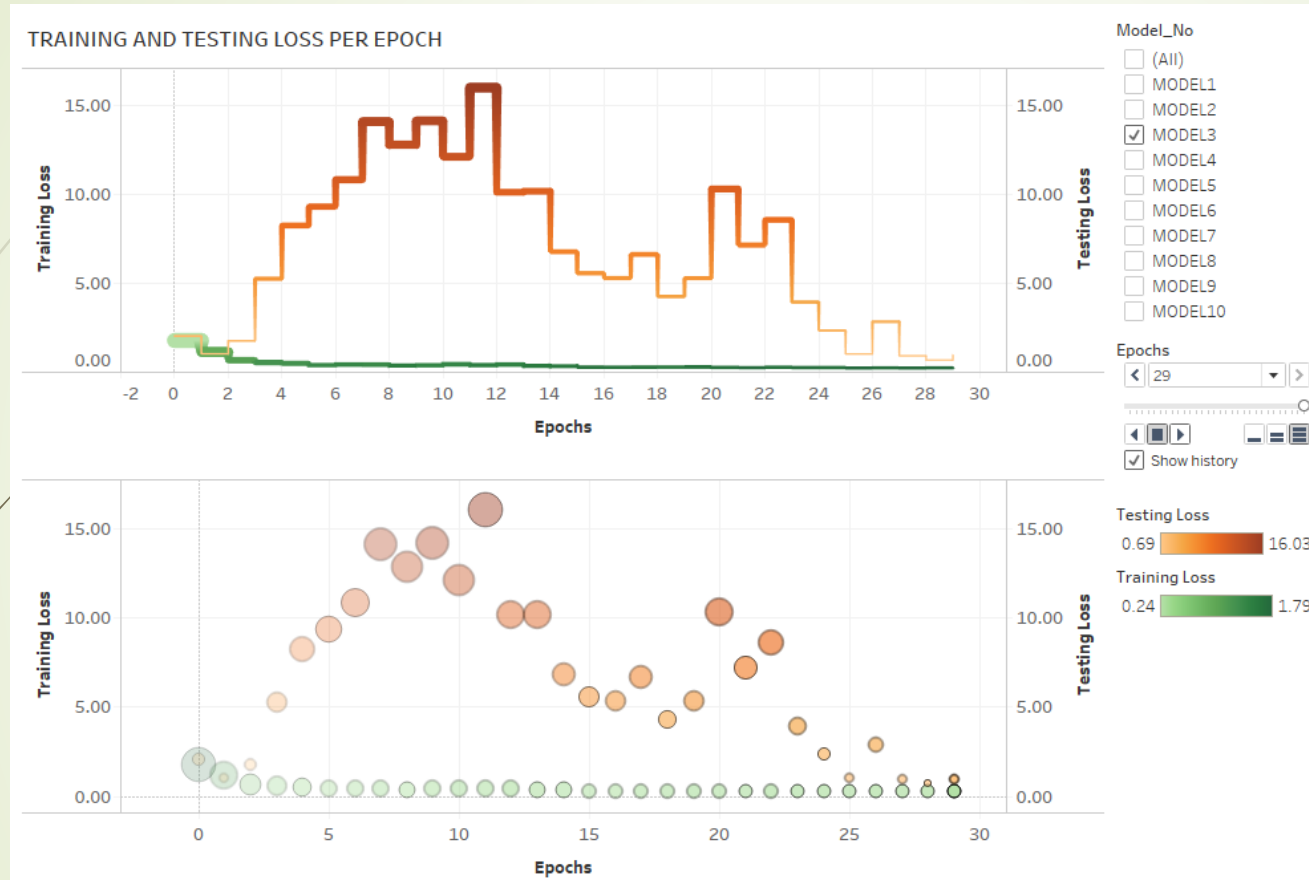 TRAINING AND TESTING LOSS PER EPOCH
15.00
10.00
5.00
0.00
Training Loss
15.00
10.00
5.00
0.00
Testing Loss
-2 0 2 4 6 8 10 12 14 16 18 20 22 24 26 28 30
Epochs
15.00
10.00
5.00
0.00
Training Loss
15.00
10.00
5.00
0.00
Testing Loss
0 5 10 15 20 25 30
Epochs
Model_No
(All)
MODEL1
MODEL2
MODEL3
MODEL4
MODEL5
MODEL6
MODEL7
MODEL8
MODEL9
MODEL10
Epochs
29
Show history
Testing Loss
0.69 16.03
Training Loss
0.24 1.79